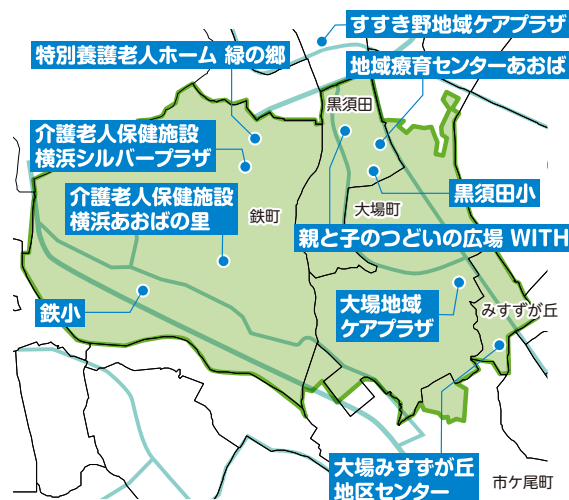 すすき野地域ケアプラザ
特別養護老人ホーム 緑の郷
地域療育センターあおば
黒須田
介護老人保健施設
横浜シルバープラザ
介護老人保健施設
横浜あおばの里
黒須田小
鉄町
大場町
親と子のつどいの広場 WITH
鉄小
大場地域
ケアプラザ
みすずが丘
大場みすずが丘
地区センター
市ケ尾町